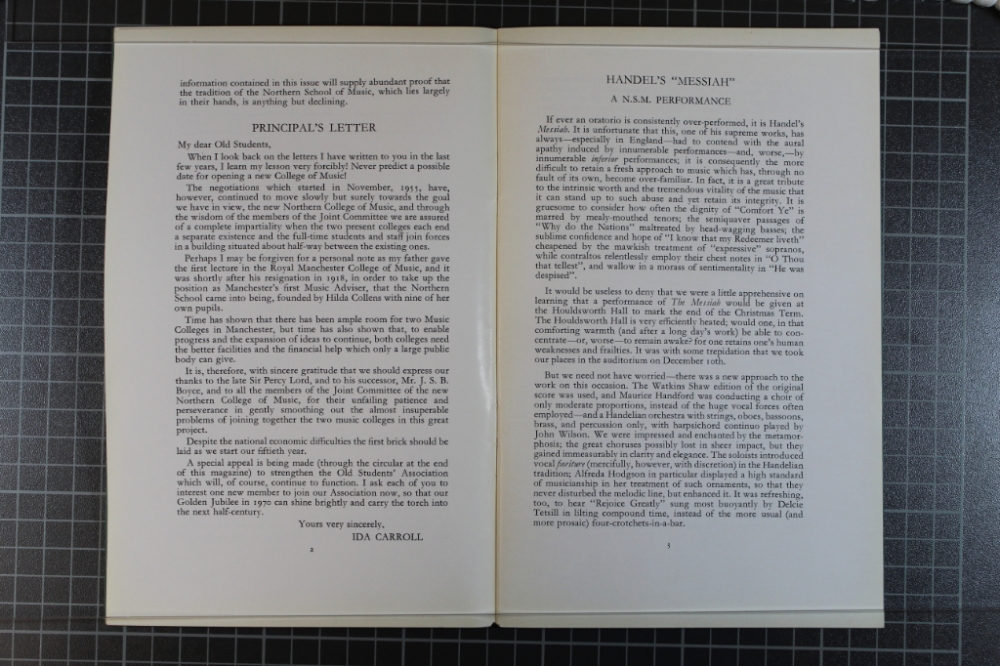 information contained in this issue will supply abundant proof that
the tradition of the Northern School of Music, which lies largely
in their hands, is anything but declining.
PRINCIPAL'S LETTER
My dear Old Students,
When I look back on the letters I have written to you in the last
few years, I learn my lesson very forcibly! Never predict a possible
date for opening a new College of Music!
The negotiations which started in November, 1955, have,
however, continued to move slowly but surely towards the goal
we have in view, the new Northern College of Music, and through
the wisdom of the members of the Joint Committee we are assured
of a complete impartiality when the two present colleges each end
a separate existence and the full-time students and staff join forces
in a building situated about half-way between the existing ones.
Perhaps I may be forgiven for a personal note as my father gave
the first lecture in the Royal Manchester College of Music, and it
was shortly after his resignation in 1918, in order to take up the
position as Manchester's first Music Adviser, that the Northern
School came into being, founded by Hilda Collens with nine of her
own pupils.
Time has shown that there has been ample room for two Music
Colleges in Manchester, but time has also shown that, to enable
progress and the expansion of ideas to continue, both colleges need
the better facilities and the financial help which only a large public
body can give.
It is, therefore, with sincere gratitude that we should express our
thanks to the late Sir Percy Lord, and to his successor, Mr. J. S. B.
Boyce, and to all the members of the Joint Committee of the new
Northern College of Music, for their unfailing patience and
perseverance in gently smoothing out the almost insuperable
problems of joining together the two music colleges in this great
project.
Despite the national economic difficulties the first brick should be
laid as we start our fiftieth year.
A special appeal is being made (through the circular at the end
of this magazine) to strengthen the Old Students' Association
which will, of course, continue to function. I ask each of you to
interest one new member to join our Association now, so that our
Golden Jubilee in 1970 can shine brightly and carry the torch into
the next half-century.
Yours very sincerely,
IDA CARROLL
2
HANDEL'S "MESSIAH"
A N.S.M. PERFORMANCE
If ever an oratorio is consistently over-performed, it is Handel's
Messiah. It is unfortunate that this, one of his supreme works, has
always—especially in England—had to contend with the aural
apathy induced by innumerable performances—and, worse,—by
innumerable inferior performances; it is consequently the more
difficult to retain a fresh approach to music which has, through no
fault of its own, become over-familiar. In fact, it is a great tribute
to the intrinsic worth and the tremendous vitality of the music that
it can stand up to such abuse and yet retain its integrity. It is
gruesome to consider how often the dignity of "Comfort Ye" is
marred by mealy-mouthed tenors; the semiquaver passages of
"Why do the Nations" maltreated by head-wagging basses; the
sublime confidence and hope of "I know that my Redeemer liveth"
cheapened by the mawkish treatment of "expressive" sopranos,
while contraltos relentlessly employ their chest notes in "O Thou
that tellest", and wallow in a morass of sentimentality in "He was
despised".
It would be useless to deny that we were a little apprehensive on
learning that a performance of The Messiah would be given at
the Houldsworth Hall to mark the end of the Christmas Term.
The Houldsworth Hall is very efficiently heated; would one, in that
comforting warmth (and after a long day's work) be able to con-
centrate—or, worse—to remain awake? for one retains one's human
weaknesses and frailties. It was with some trepidation that we took
our places in the auditorium on December 10th.
But we need not have worried—there was a new approach to the
work on this occasion. The Watkins Shaw edition of the original
score was used, and Maurice Handford was conducting a choir of
only moderate proportions, instead of the huge vocal forces often
employed—and a Handelian orchestra with strings, oboes, bassoons,
brass, and percussion only, with harpsichord continuo played by
John Wilson. We were impressed and enchanted by the metamor-
phosis; the great choruses possibly lost in sheer impact, but they
gained immeasurably in clarity and elegance. The soloists introduced
vocal fioriture (mercifully, however, with discretion) in the Handelian
tradition; Alfreda Hodgson in particular displayed a high standard
of musicianship in her treatment of such ornaments, so that they
never disturbed the melodic line, but enhanced it. It was refreshing,
too, to hear "Rejoice Greatly" sung most buoyantly by Delcie
Tetsill in lilting compound time, instead of the more usual (and
more prosaic) four-crotchets-in-a-bar.
3